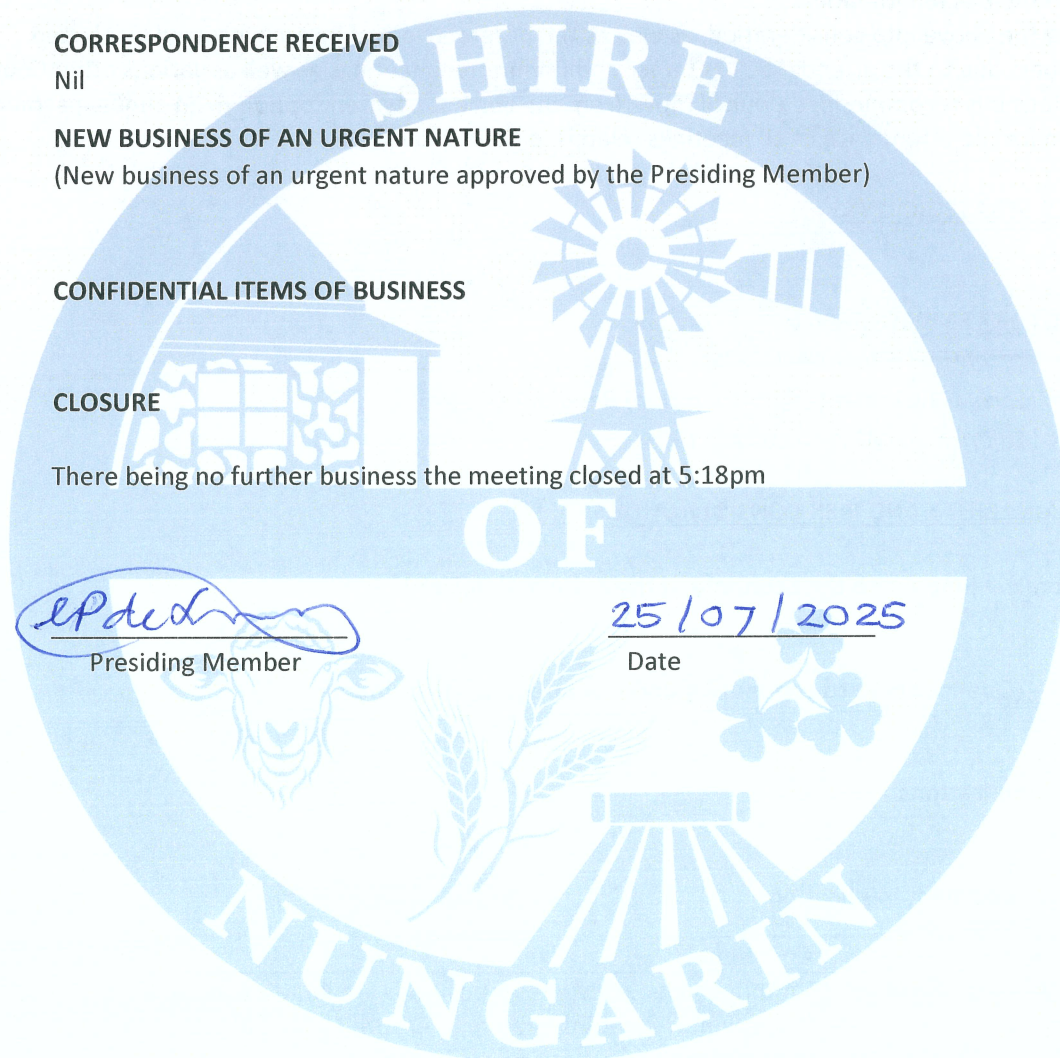 SHIRE
CORRESPONDENCE RECEIVED
Nil
NEW BUSINESS OF AN URGENT NATURE
(New business of an urgent nature approved by the Presiding Member)
CONFIDENTIAL ITEMS OF BUSINESS
CLOSURE
There being no further business the meeting closed at 5:18pm
OF
25/07/2025
Presiding Member
Date
NUNGARIN